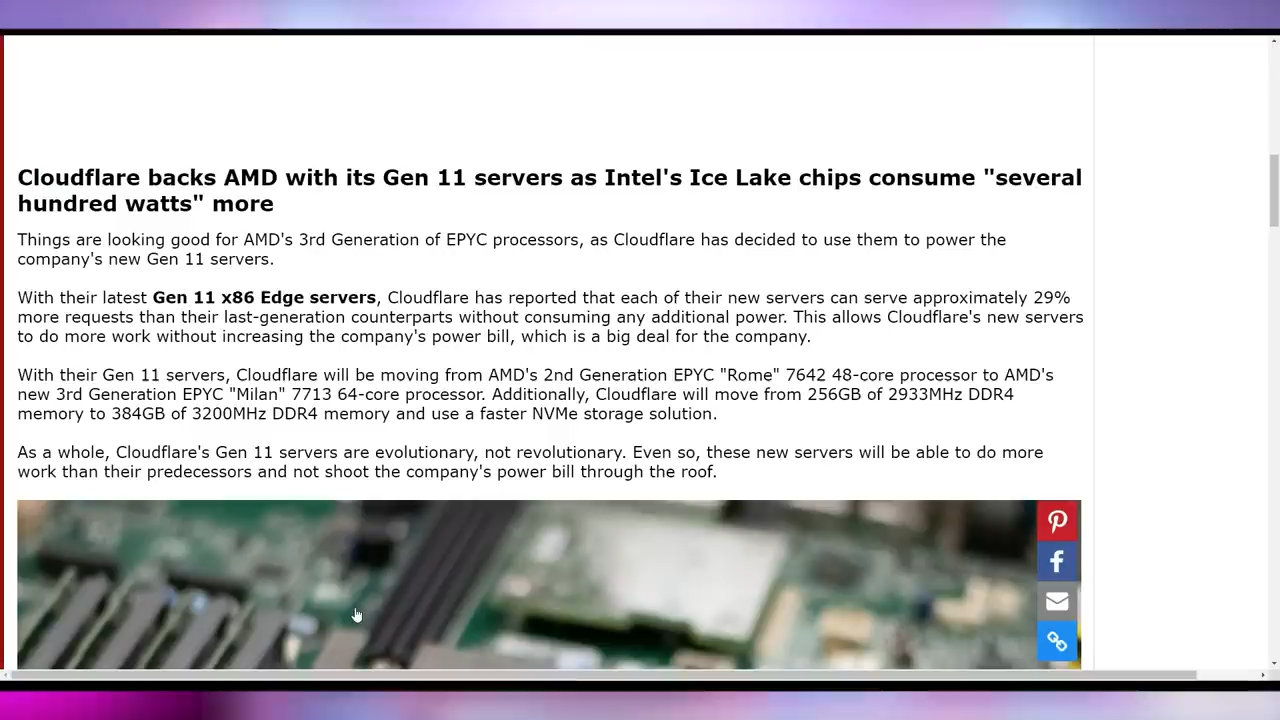 Cloudflare backs AMD with its Gen 11 servers as Intel's Ice Lake chips consume "several
hundred watts" more
Things are looking good for AMD's 3rd Generation of EPYC processors, as Cloudflare has decided to use them to power the
company's new Gen 11 servers.
With their latest Gen 11 x86 Edge servers, Cloudflare has reported that each of their new servers can serve approximately 29%
more requests than their last-generation counterparts without consuming any additional power. This allows Cloudflare's new servers
to do more work without increasing the company's power bill, which is a big deal for the company.
With their Gen 11 servers, Cloudflare will be moving from AMD's 2nd Generation EPYC "Rome" 7642 48-core processor to AMD's
new 3rd Generation EPYC "Milan" 7713 64-core processor. Additionally, Cloudflare will move from 256GB of 2933MHz DDR4
memory to 384GB of 3200MHz DDR4 memory and use a faster NVMe storage solution.
As a whole, Cloudflare's Gen 11 servers are evolutionary, not revolutionary. Even so, these new servers will be able to do more
work than their predecessors and not shoot the company's power bill through the roof.